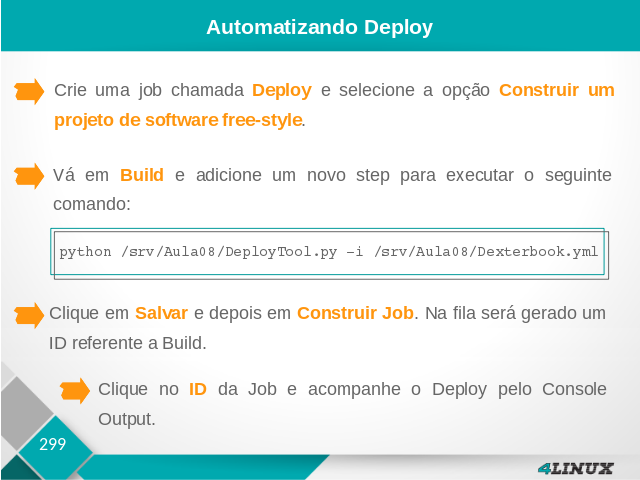 Automatizando Deploy
Crie uma job chamada Deploy e selecione a opção Construir um
projeto de software free-style.
Vá em Build e adicione um novo step para executar o seguinte
comando:
python /srv/Aula08/DeployTool.py –i /srv/Aula08/Dexterbook.yml
Clique em Salvar e depois em Construir Job. Na fila será gerado um
ID referente a Build.
Clique no ID da Job e acompanhe o Deploy pelo Console
Output.
299
4LINUX